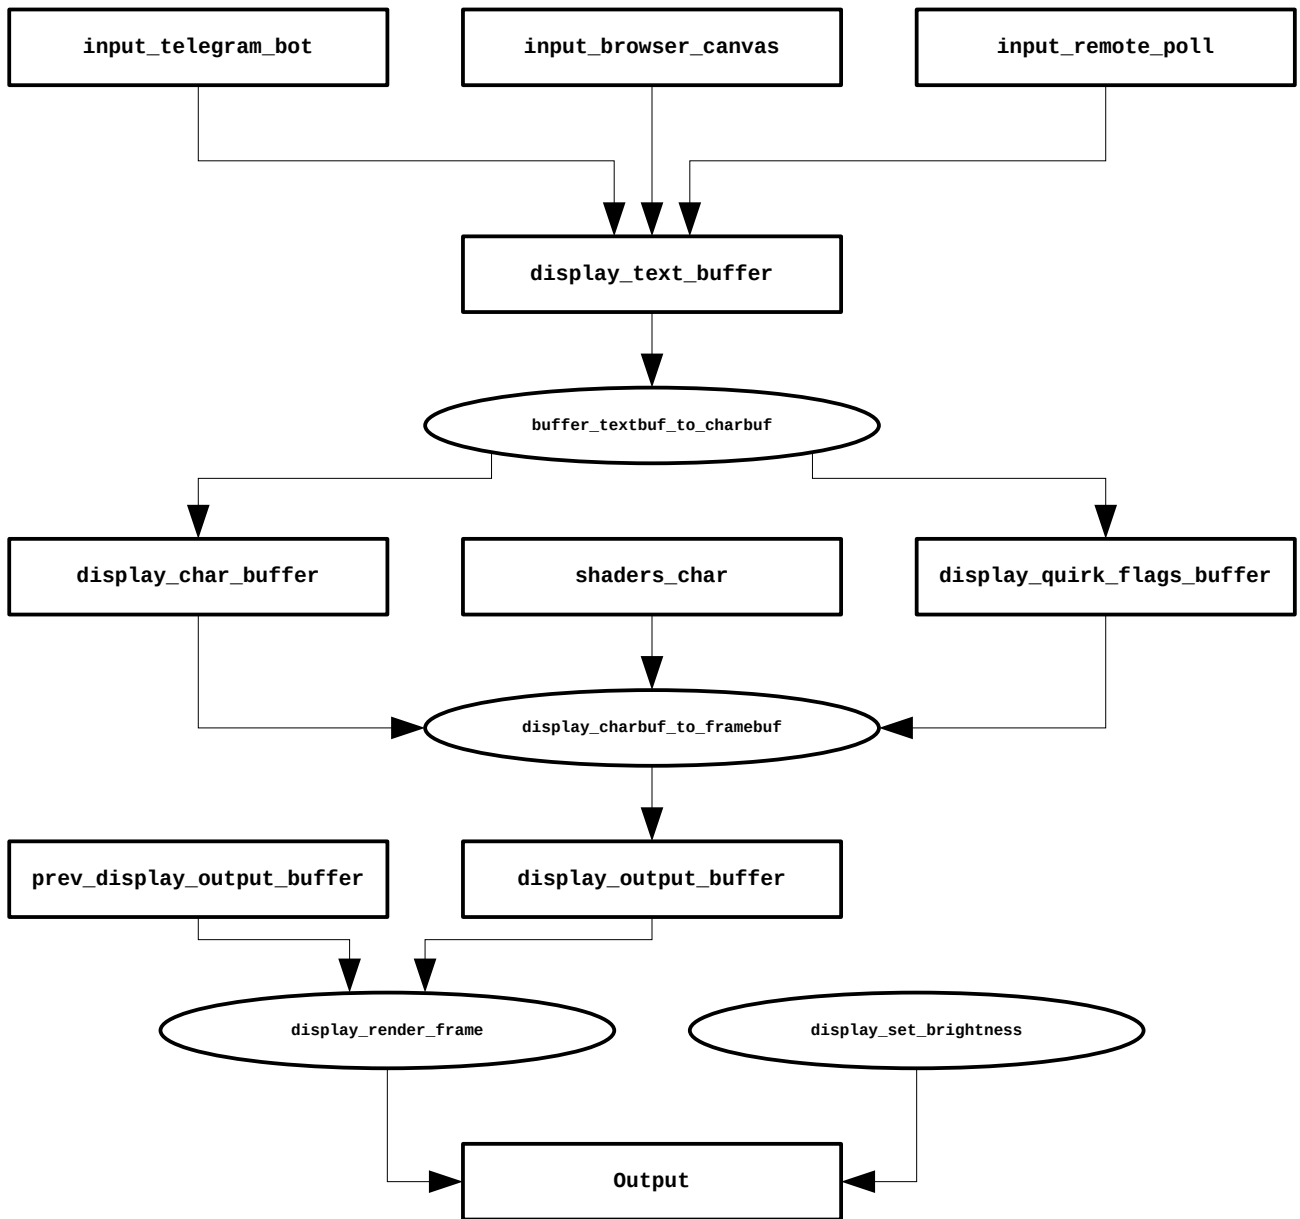 input_telegram_bot
input_browser_canvas
input_remote_poll
display_text_buffer
buffer_textbuf_to_charbuf
display_char_buffer
shaders_char
display_quirk_flags_buffer
display_charbuf_to_framebuf
prev_display_output_buffer
display_output_buffer
display_render_frame
display_set_brightness
Output